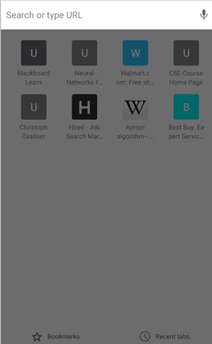 Search or type URL
U U W U
Blackboard Neural Walmart.c CSE Course
Learn Networks F... om: Free sh... Home Page
U H W B
Christoph Hired - Job Apriori Best Buy: Ex
Csallner Search Mar... algorithm - ... pert Servic...
Bookmarks Recent tabs